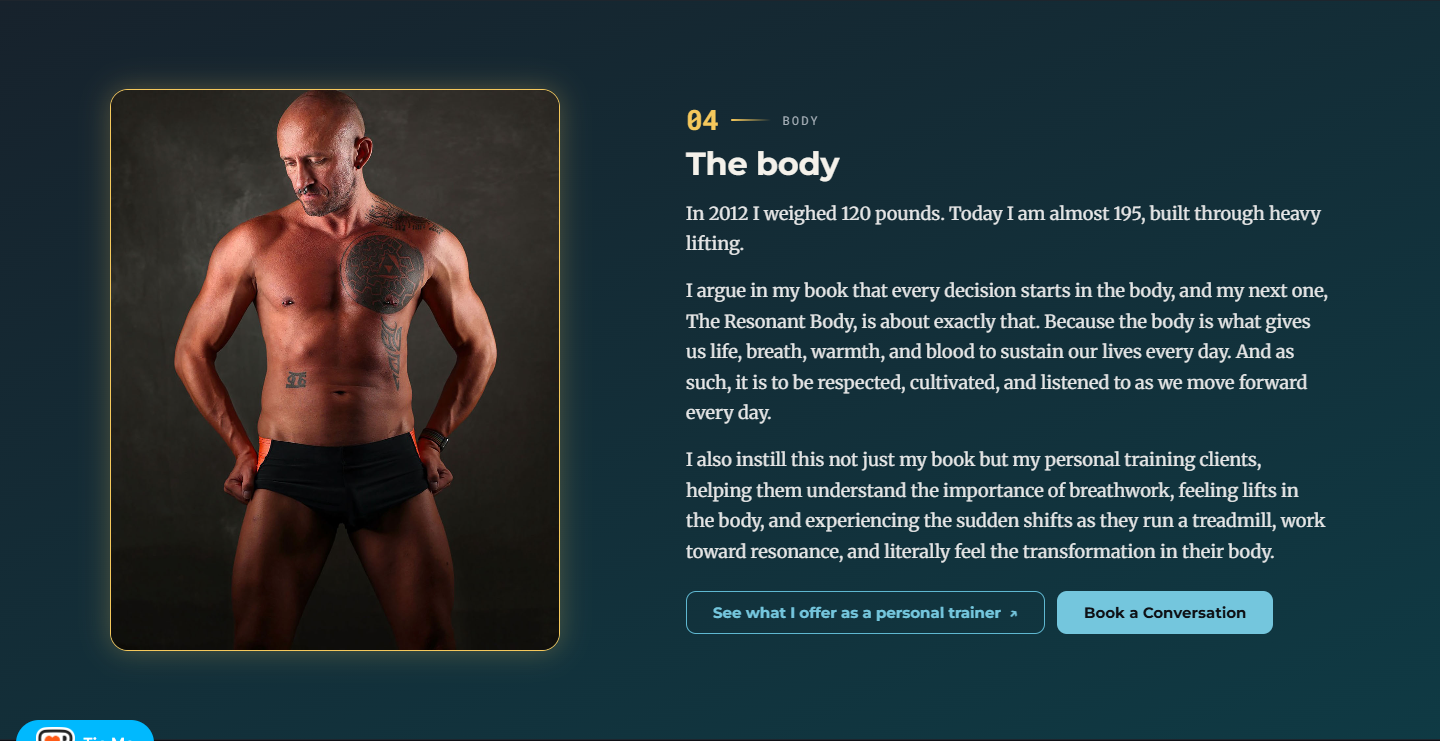 04 BODY
The body
In 2012 I weighed 120 pounds. Today I am almost 195, built through heavy
lifting.
I argue in my book that every decision starts in the body, and my next one,
The Resonant Body, is about exactly that. Because the body is what gives
us life, breath, warmth, and blood to sustain our lives every day. And as
such, it is to be respected, cultivated, and listened to as we move forward
every day.
I also instill this not just my book but my personal training clients,
helping them understand the importance of breathwork, feeling lifts in
the body, and experiencing the sudden shifts as they run a treadmill, work
toward resonance, and literally feel the transformation in their body.
See what I offer as a personal trainer ↗
Book a Conversation